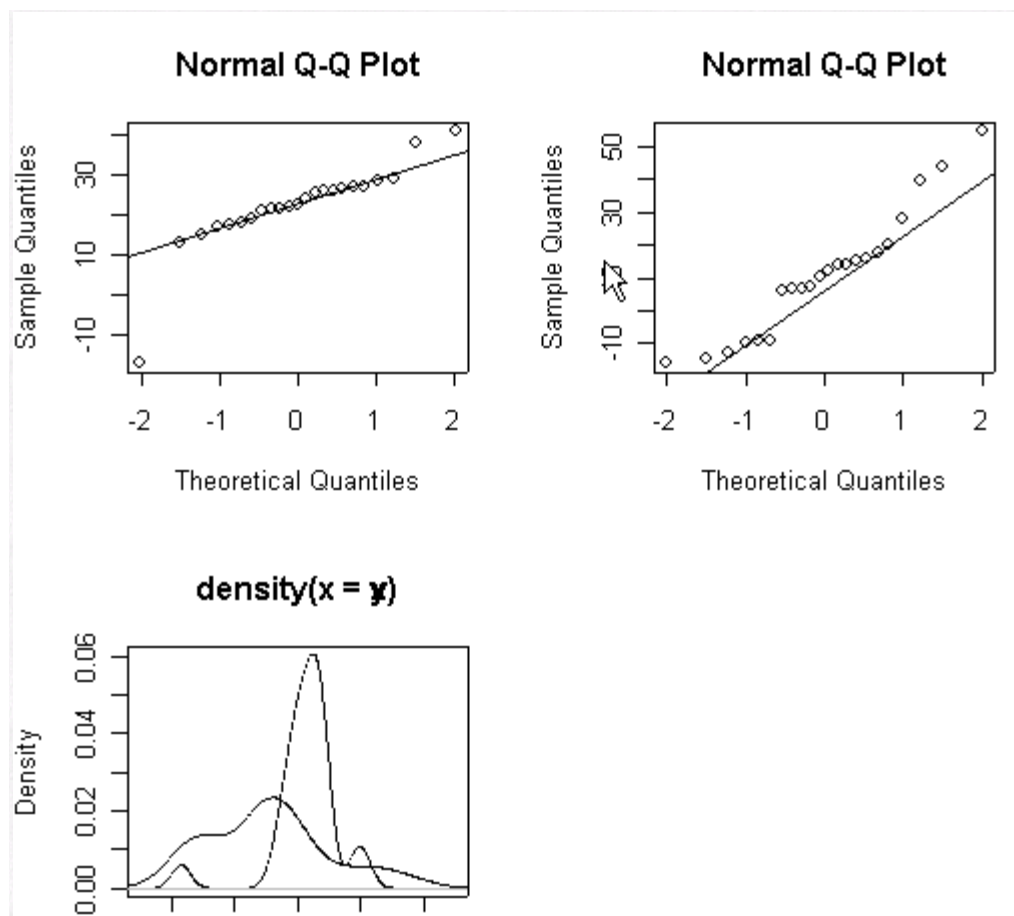 Normal Q-Q Plot
Sample Quantiles
30
10
-10
-2 -1 0 1 2
Theoretical Quantiles
Normal Q-Q Plot
Sample Quantiles
50
30
-10
-2 -1 0 1 2
Theoretical Quantiles
density(x = )
Density
0.06
0.04
0.02
0.00